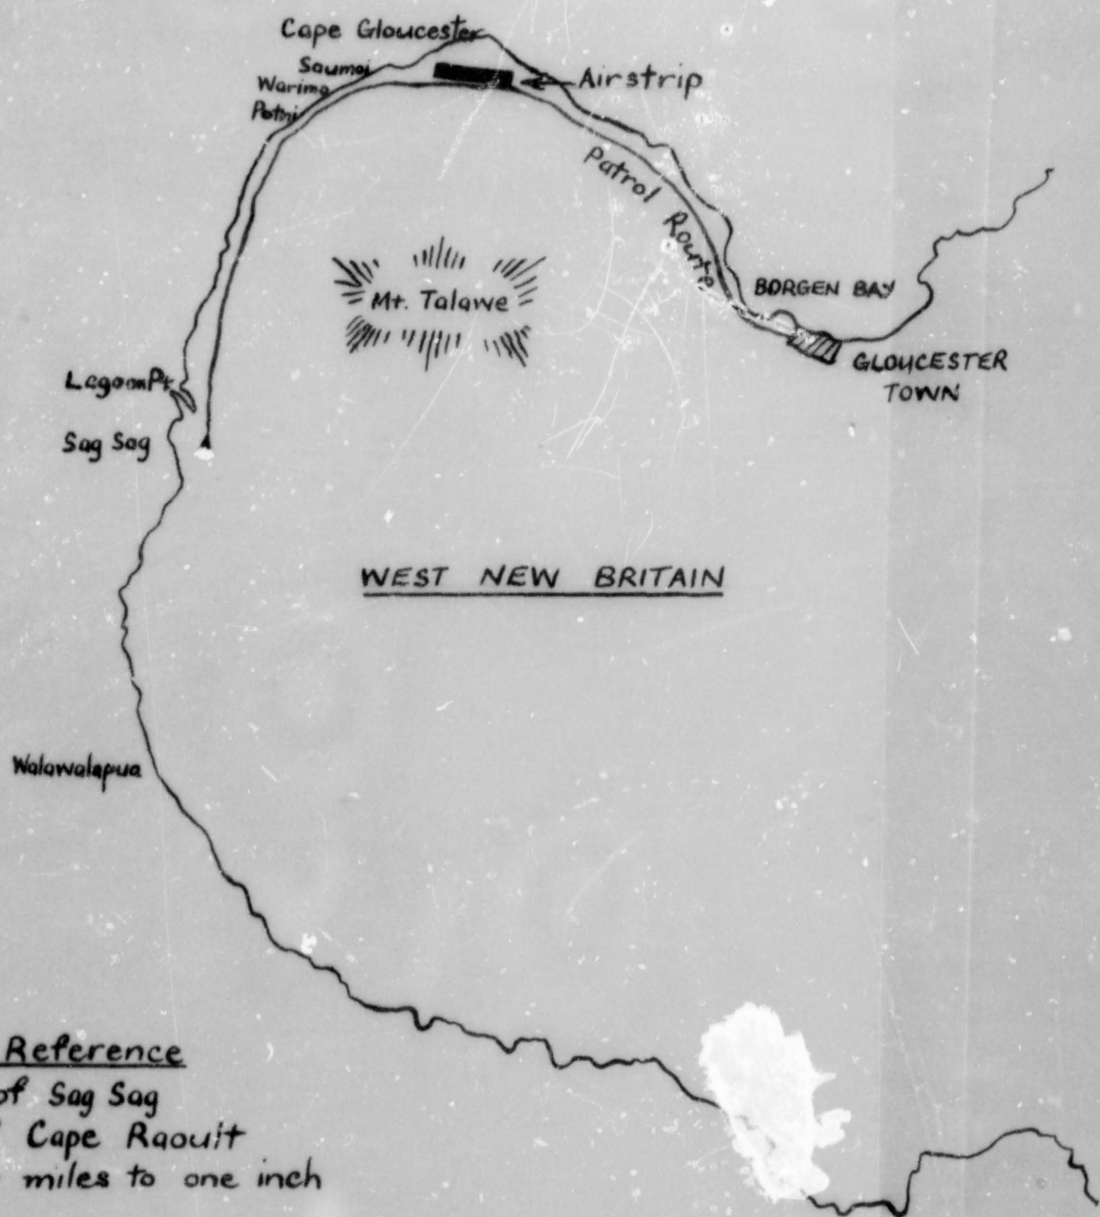 Cape Gloucester
Saumoi
Warimo
Potni
Airstrip
Patrol Route
Mt. Talawe
BORGEN BAY
GLOUCESTER
TOWN
Lagoon Pt.
Sag Sag
WEST NEW BRITAIN
Walawalapua
Reference
of Sag Sag
Cape Raouit
miles to one inch